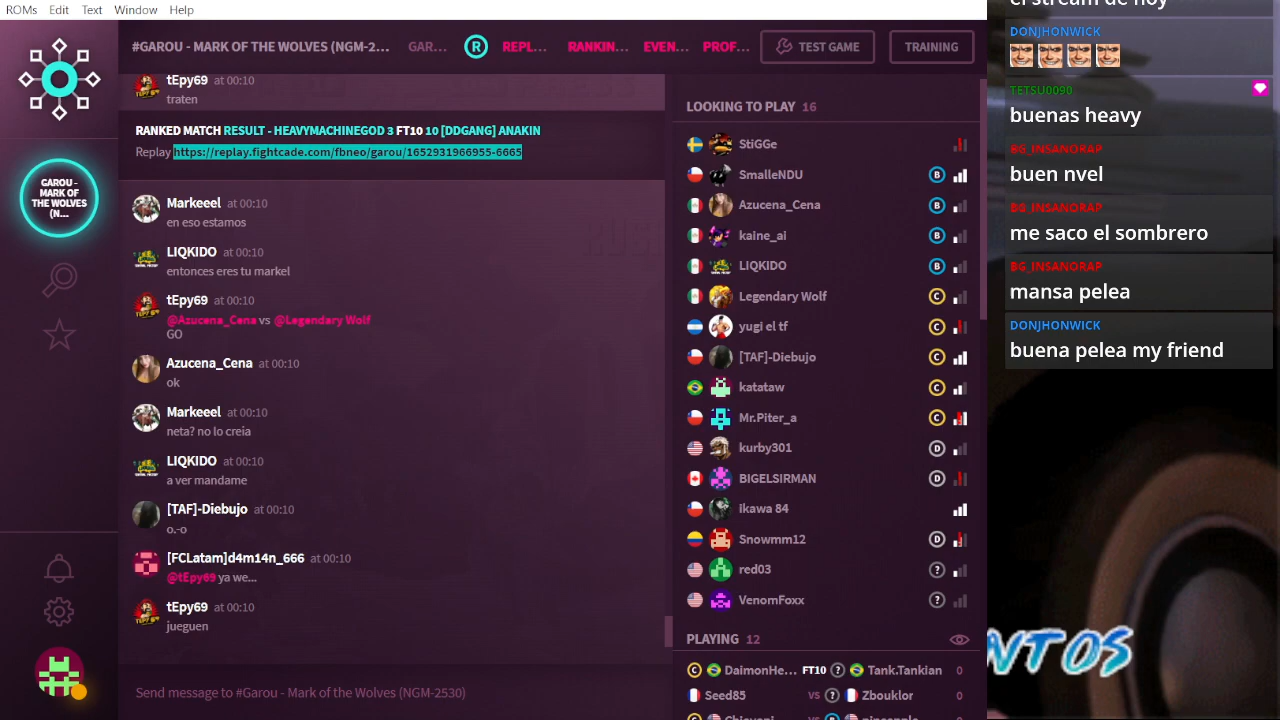 ROMs Edit Text Window Help
#GAROU - MARK OF THE WOLVES (NGM-2... GAR... R REPL... RANKIN... EVEN... PROF... TEST GAME TRAINING
GAROU -
MARK OF
THE WOLVES
(N...
tEpy69 at 00:10
traten
RANKED MATCH RESULT - HEAVYMACHINEGOD 3 FT10 10 [DDGANG] ANAKIN
Replay https://replay.fightcade.com/fbneo/garou/1652931966955-6665
Markeeel at 00:10
en eso estamos
LIQKIDO at 00:10
entonces eres tu markel
tEpy69 at 00:10
@Azucena_Cena vs @Legendary Wolf
GO
Azucena_Cena at 00:10
ok
Markeeel at 00:10
neta? no lo creia
LIQKIDO at 00:10
a ver mandame
[TAF]-Diebujo at 00:10
o.-o
[FCLatam]d4m14n_666 at 00:10
@tEpy69 ya we...
tEpy69 at 00:10
jueguen
Send message to #Garou - Mark of the Wolves (NGM-2530)
LOOKING TO PLAY 16
StiGGe
SmalleNDU B
Azucena_Cena B
kaine_ai B
LIQKIDO B
Legendary Wolf C
yugi el tf C
[TAF]-Diebujo C
katataw C
Mr.Piter_a C
kurby301 D
BIGELSIRMAN D
ikawa 84
Snowmm12 D
red03 ?
VenomFoxx ?
PLAYING 12
C DaimonHe... FT10 ? Tank.Tankian 0
Seed85 vs ? Zbouklor 0
el stream de hoy
DONJHONWICK
TETSU0090
buenas heavy
BG_INSANORAP
buen nvel
BG_INSANORAP
me saco el sombrero
BG_INSANORAP
mansa pelea
DONJHONWICK
buena pelea my friend
NTOS